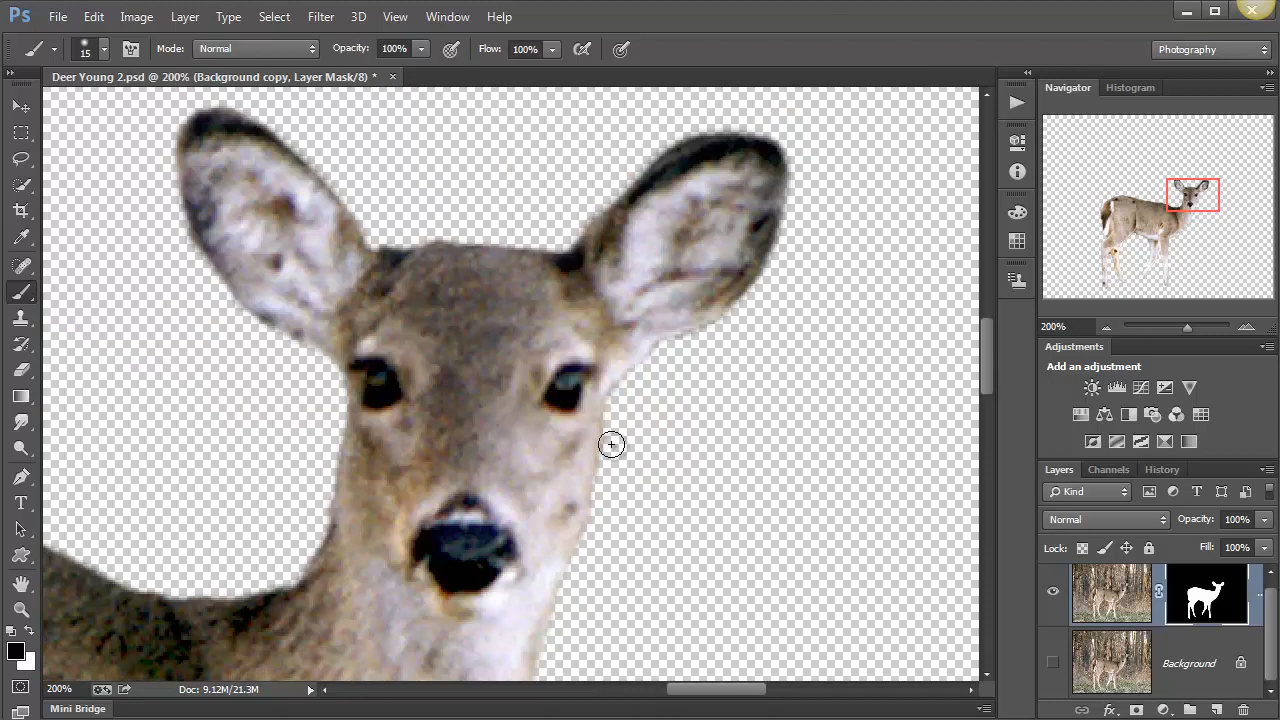 Ps File Edit Image Layer Type Select Filter 3D View Window Help
15 Mode: Normal Opacity: 100% Flow: 100% Photography
Deer Young 2.psd @ 200% (Background copy, Layer Mask/8) *
Navigator Histogram
200%
Adjustments
Add an adjustment
Layers Channels History
Kind
Normal Opacity: 100%
Lock: Fill: 100%
Background
200% Doc: 9.12M/21.3M
Mini Bridge